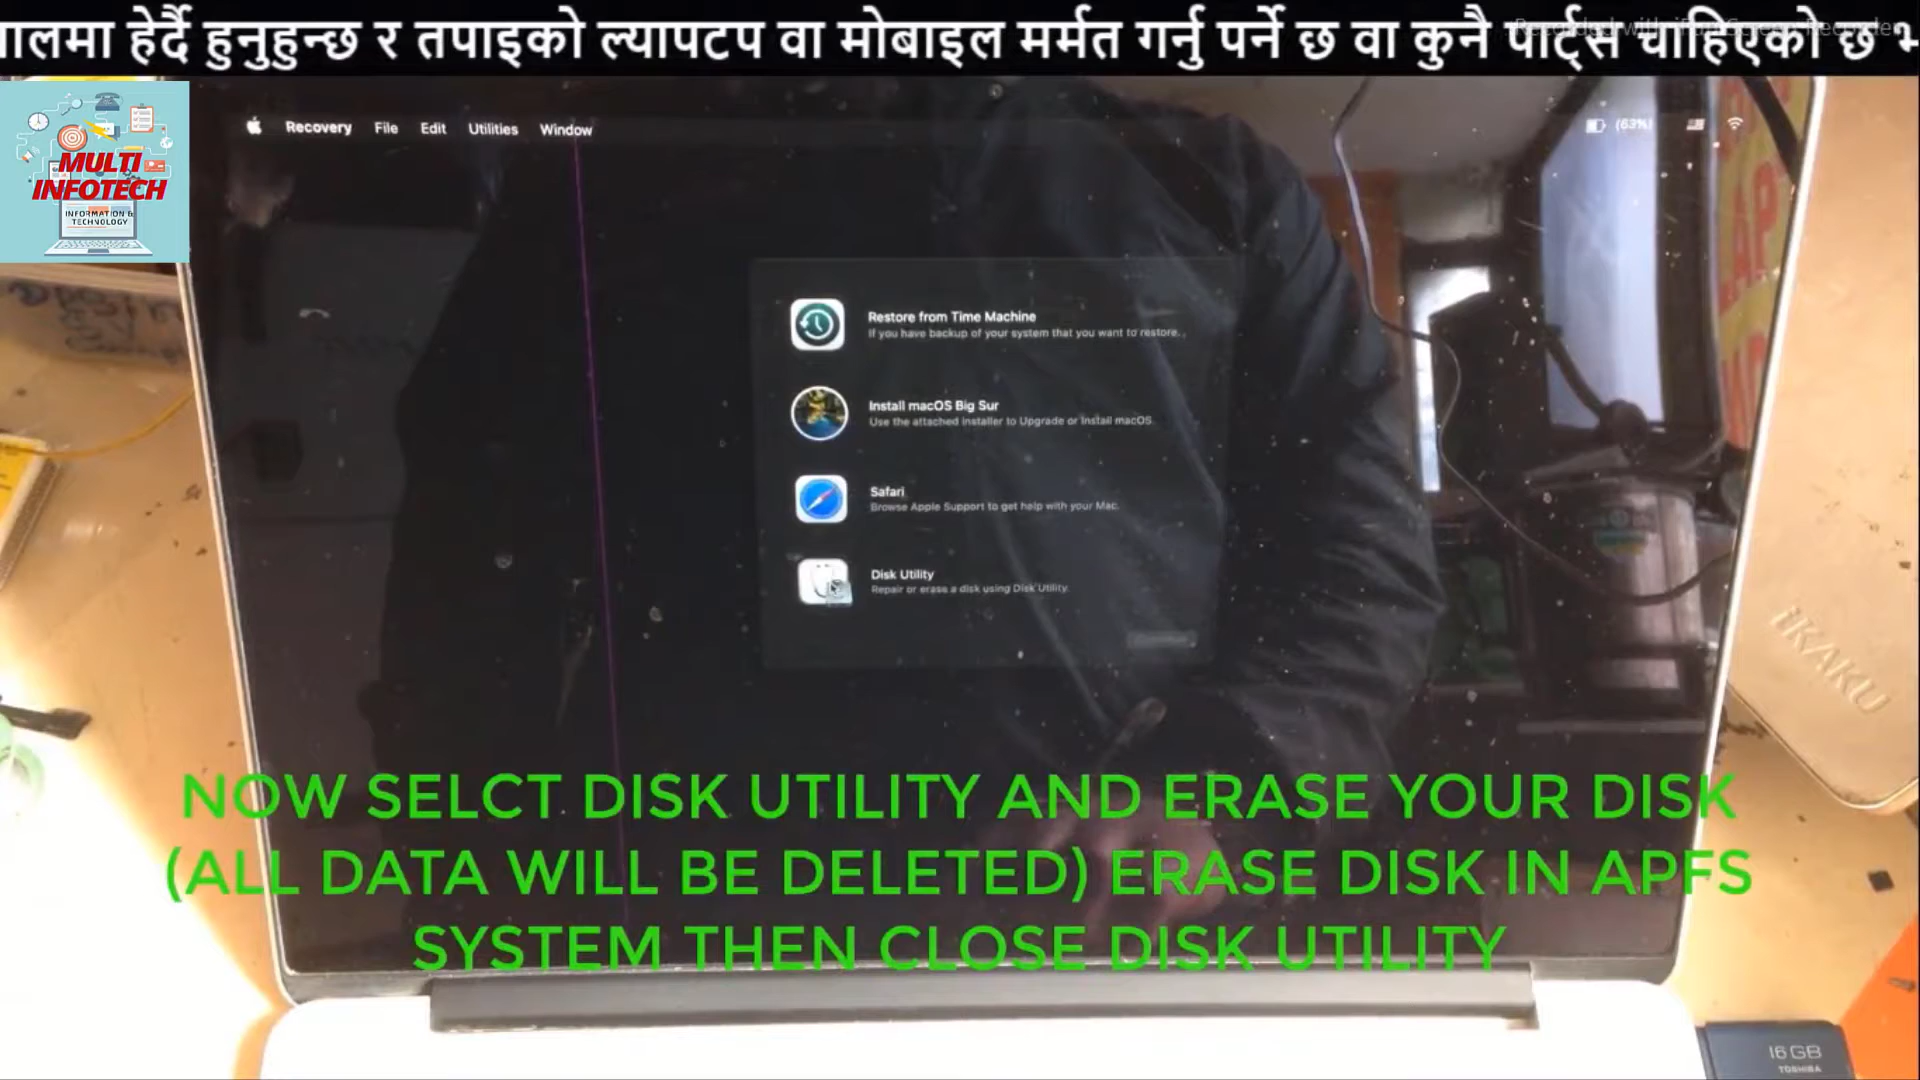 ालमा हेर्दै हुनुहुन्छ र तपाइको ल्यापटप वा मोबाइल मर्मत गर्नु पर्ने छ वा कुनै पार्ट्स चाहिएको छ भ
MULTI
INFOTECH
INFORMATION &
TECHNOLOGY
Recovery File Edit Utilities Window
(63%)
Restore from Time Machine
If you have backup of your system that you want to restore.
Install macOS Big Sur
Use the attached installer to Upgrade or Install macOS
Safari
Browse Apple Support to get help with your Mac.
Disk Utility
Repair or erase a disk using Disk Utility.
iKAKU
NOW SELCT DISK UTILITY AND ERASE YOUR DISK
(ALL DATA WILL BE DELETED) ERASE DISK IN APFS
SYSTEM THEN CLOSE DISK UTILITY
16 GB
TOSHIBA